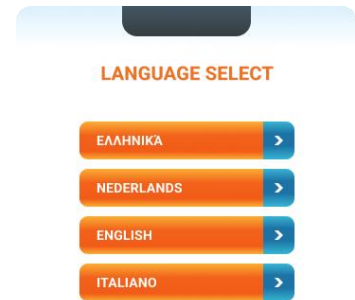 LANGUAGE SELECT
ΕΛΛΗΝΙΚΆ
NEDERLANDS
ENGLISH
ITALIANO